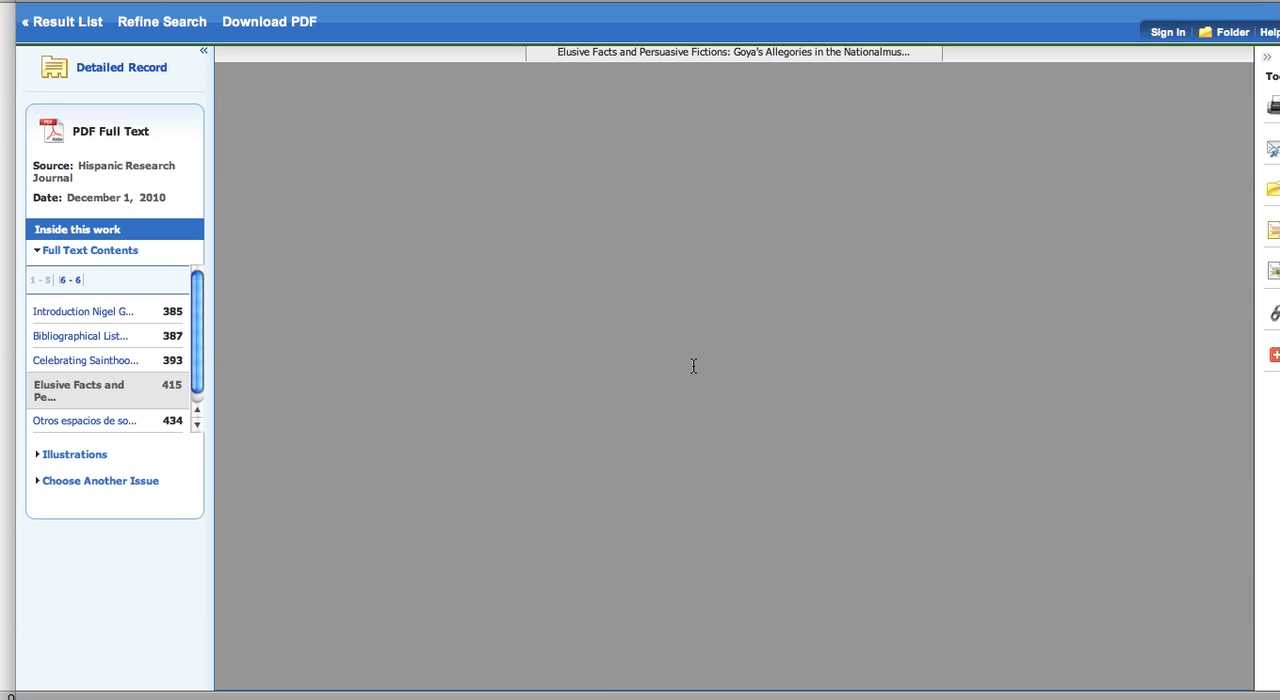 « Result List Refine Search Download PDF
Sign In Folder Help
«
Elusive Facts and Persuasive Fictions: Goya's Allegories in the Nationalmus...
»
Detailed Record
PDF Full Text
Source: Hispanic Research
Journal
Date: December 1, 2010
Inside this work
Full Text Contents
1 - 5 | 6 - 6 |
Introduction Nigel G... 385
Bibliographical List... 387
Celebrating Sainthoo... 393
Elusive Facts and 415
Pe...
Otros espacios de so... 434
Illustrations
Choose Another Issue